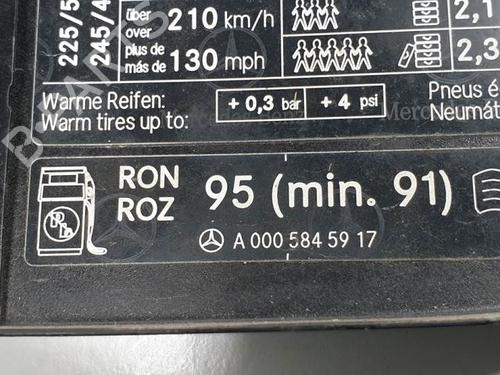 225/5
245/4
über
over
plus de
más de
210 km/h
130 mph
2,1
2,3
Warme Reifen:
Warm tires up to:
+ 0,3 bar
+ 4 psi
Pneus é
Neumát
RON
ROZ
95 (min. 91)
A 000 584 59 17